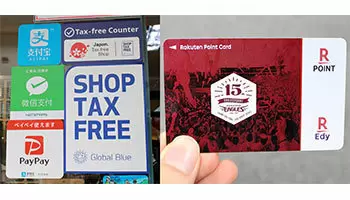 支付宝
ALIPAY
微信支付
ペイペイ使えます
PayPay
Tax-free Counter
Japan.
Tax-free
Shop
SHOP
TAX
FREE
Global Blue
Rakuten Point Card
15
EAGLES
R
POINT
R
Edy